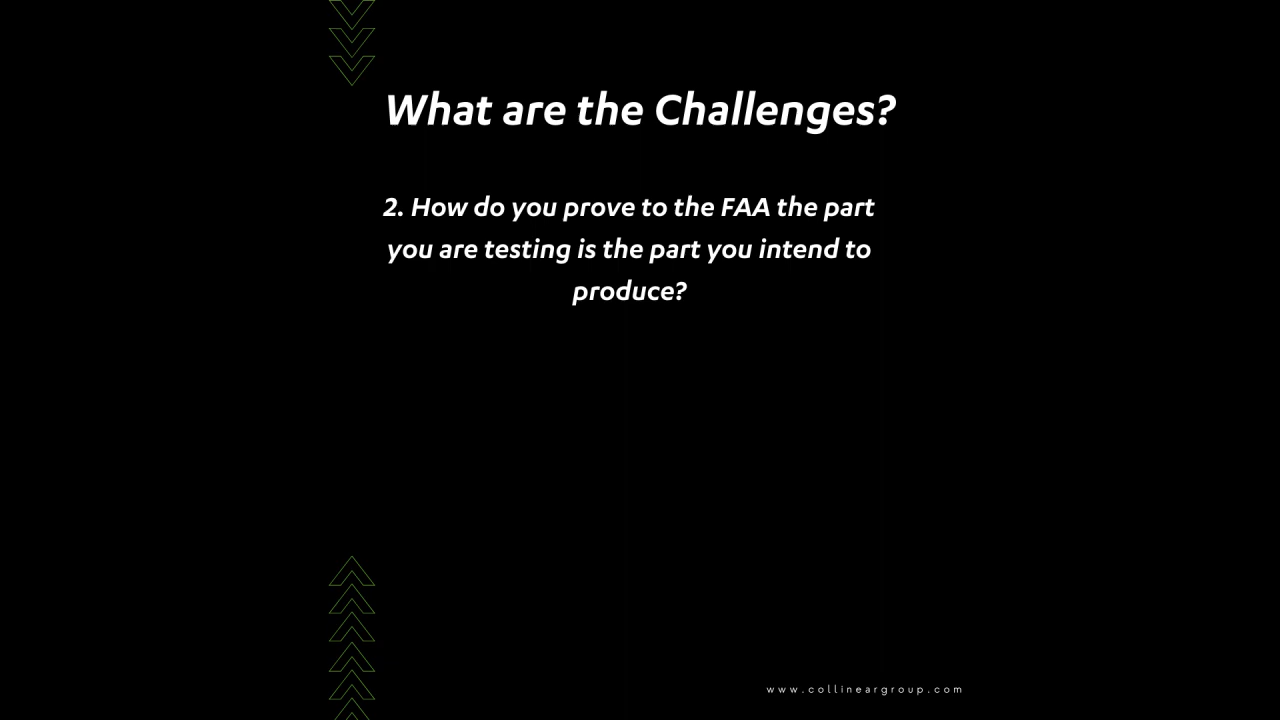 What are the Challenges?
2. How do you prove to the FAA the part
you are testing is the part you intend to
produce?
www.collineargroup.com